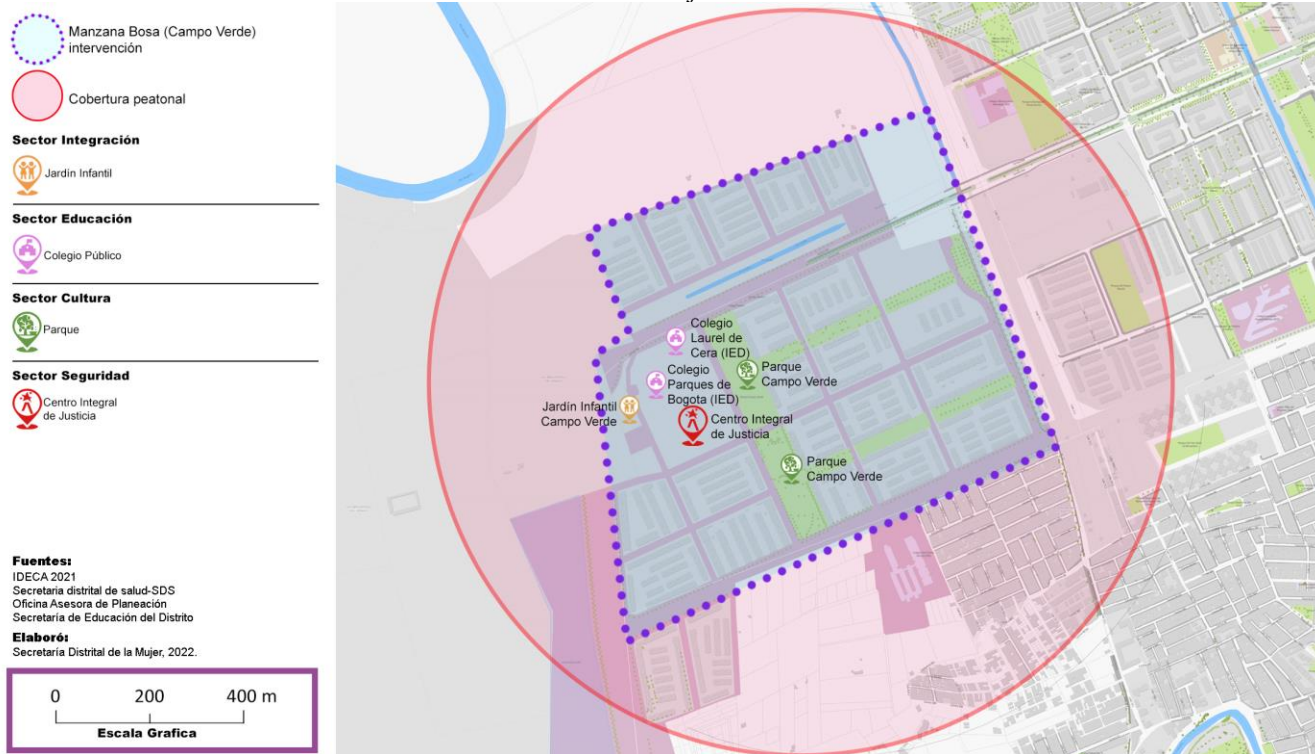 Manzana Bosa (Campo Verde)
intervención
Cobertura peatonal
Sector Integración
Jardín Infantil
Sector Educación
Colegio Público
Sector Cultura
Parque
Sector Seguridad
Centro Integral
de Justicia
Fuentes:
IDECA 2021
Secretaria distrital de salud-SDS
Oficina Asesora de Planeación
Secretaría de Educación del Distrito
Elaboró:
Secretaría Distrital de la Mujer, 2022.
0 200 400 m
Escala Grafica
Colegio
Laurel de
Cera (IED)
Colegio
Parques de
Bogota (IED)
Parque
Campo Verde
Jardín Infantil
Campo Verde
Centro Integral
de Justicia
Parque
Campo Verde